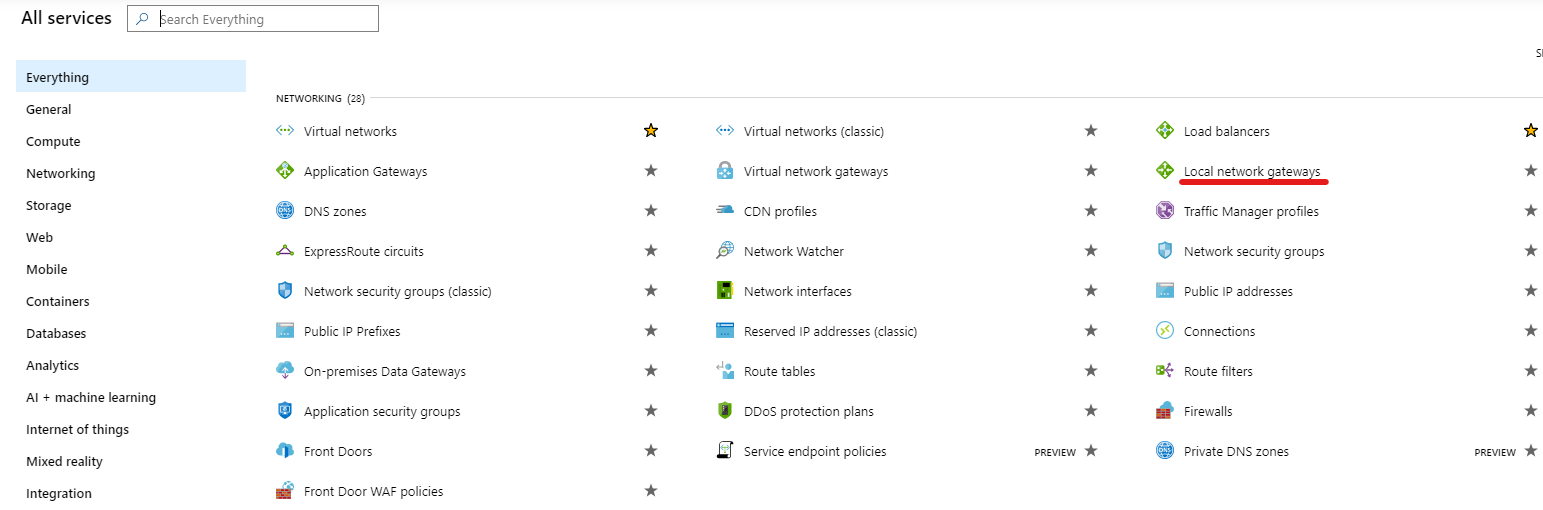 All services
Search Everything
Everything
General
Compute
Networking
Storage
Web
Mobile
Containers
Databases
Analytics
AI + machine learning
Internet of things
Mixed reality
Integration
NETWORKING (28)
Virtual networks
Virtual networks (classic)
Load balancers
Application Gateways
Virtual network gateways
Local network gateways
DNS zones
CDN profiles
Traffic Manager profiles
ExpressRoute circuits
Network Watcher
Network security groups
Network security groups (classic)
Network interfaces
Public IP addresses
Public IP Prefixes
Reserved IP addresses (classic)
Connections
On-premises Data Gateways
Route tables
Route filters
Application security groups
DDoS protection plans
Firewalls
Front Doors
Service endpoint policies PREVIEW
Private DNS zones PREVIEW
Front Door WAF policies